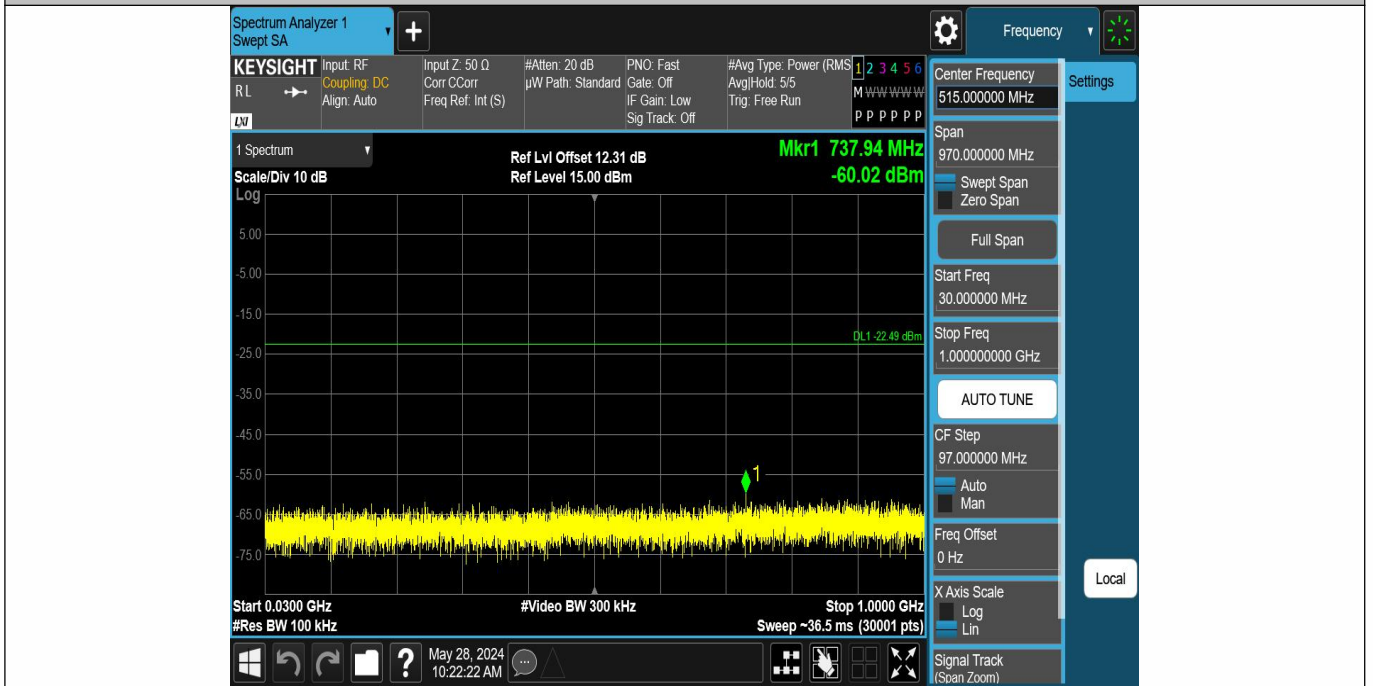 Spectrum Analyzer 1
Swept SA
+
Frequency
KEYSIGHT
RL
LXI
Input: RF
Coupling: DC
Align: Auto
Input Z: 50 Ω
Corr CCorr
Freq Ref: Int (S)
#Atten: 20 dB
µW Path: Standard
PNO: Fast
Gate: Off
IF Gain: Low
Sig Track: Off
#Avg Type: Power (RMS
Avg|Hold: 5/5
Trig: Free Run
1 2 3 4 5 6
M W W W W W
P P P P P P
Center Frequency
515.000000 MHz
Settings
Span
970.000000 MHz
Swept Span
Zero Span
Full Span
Start Freq
30.000000 MHz
Stop Freq
1.000000000 GHz
AUTO TUNE
CF Step
97.000000 MHz
Auto
Man
Freq Offset
0 Hz
X Axis Scale
Log
Lin
Signal Track
(Span Zoom)
Local
1 Spectrum
Scale/Div 10 dB
Log
Ref Lvl Offset 12.31 dB
Ref Level 15.00 dBm
Mkr1 737.94 MHz
-60.02 dBm
5.00
-5.00
-15.0
DL1 -22.49 dBm
-25.0
-35.0
-45.0
-55.0
1
-65.0
-75.0
Start 0.0300 GHz
#Res BW 100 kHz
#Video BW 300 kHz
Stop 1.0000 GHz
Sweep ~36.5 ms (30001 pts)
?
May 28, 2024
10:22:22 AM